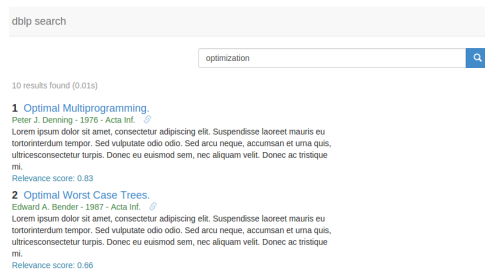 dblp search
optimization
10 results found (0.01s)
1 Optimal Multiprogramming.
Peter J. Denning - 1976 - Acta Inf.
Lorem ipsum dolor sit amet, consectetur adipiscing elit. Suspendisse laoreet mauris eu
tortorinterdum tempor. Sed vulputate odio odio. Sed arcu neque, accumsan et urna quis,
ultricesconsectetur turpis. Donec eu euismod sem, nec aliquam velit. Donec ac tristique
mi.
Relevance score: 0.83
2 Optimal Worst Case Trees.
Edward A. Bender - 1987 - Acta Inf.
Lorem ipsum dolor sit amet, consectetur adipiscing elit. Suspendisse laoreet mauris eu
tortorinterdum tempor. Sed vulputate odio odio. Sed arcu neque, accumsan et urna quis,
ultricesconsectetur turpis. Donec eu euismod sem, nec aliquam velit. Donec ac tristique
mi.
Relevance score: 0.66